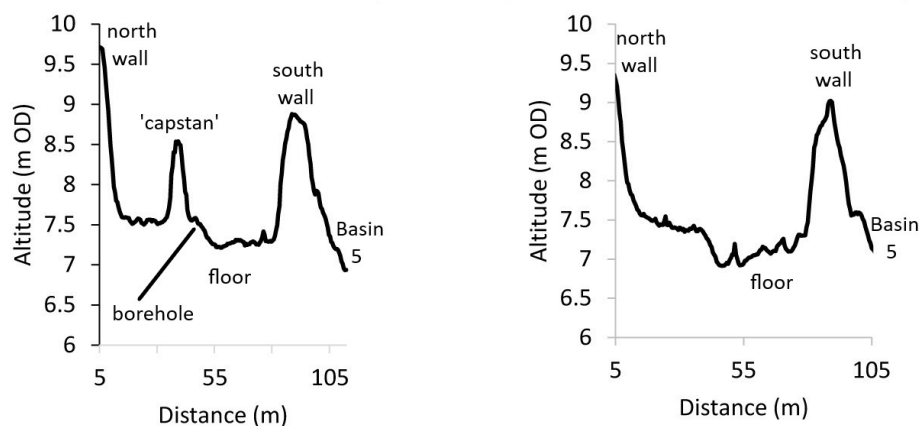 10
9.5
9
8.5
8
7.5
7
6.5
6
Altitude (m OD)
north
wall
'capstan'
south
wall
Basin
5
floor
borehole
5
55
105
Distance (m)
10
9.5
9
8.5
8
7.5
7
6.5
6
Altitude (m OD)
north
wall
south
wall
Basin
5
floor
5
55
105
Distance (m)